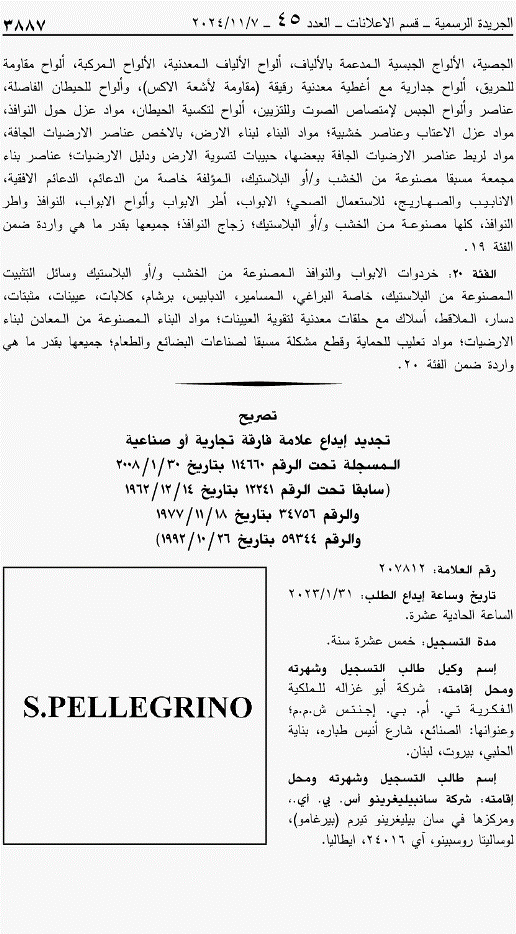 الجريدة الرسمية ــ قسم الاعلانات ــ العدد ٤٥ ــ ٢٠٢٤/١١/٧ ٣٨٨٧
الجصية، الألواح الجبسية المدعمة بالألياف، ألواح الألياف المعدنية، الألواح المركبة، ألواح مقاومة
للحريق، ألواح جدارية مع أغطية معدنية رقيقة (مقاومة لأشعة الاكس)، وألواح للحيطان الفاصلة،
عناصر وألواح الجبس لإمتصاص الصوت وللتزيين، ألواح لتكسية الحيطان، مواد عزل حول النوافذ،
مواد عزل الاعتاب وعناصر خشبية؛ مواد البناء لبناء الارض، بالاخص عناصر الارضيات الجافة،
مواد لربط عناصر الارضيات الجافة ببعضها، حبيبات لتسوية الارض ودليل الارضيات؛ عناصر بناء
مجمعة مسبقا مصنوعة من الخشب و/أو البلاستيك، المؤلفة خاصة من الدعائم، الدعائم الافقية،
الانابيب والصهاريج، للاستعمال الصحي؛ الابواب، أطر الابواب وألواح الابواب، النوافذ واطر
النوافذ، كلها مصنوعة من الخشب و/أو البلاستيك؛ زجاج النوافذ؛ جميعها بقدر ما هي واردة ضمن
الفئة ١٩.
الفئة ٢٠: خردوات الابواب والنوافذ المصنوعة من الخشب و/أو البلاستيك وسائل التثبيت
المصنوعة من البلاستيك، خاصة البراغي، المسامير، الدبابيس، برشام، كلابات، عيينات، مثبتات،
دسار، الملاقط، أسلاك مع حلقات معدنية لتقوية العيينات؛ مواد البناء المصنوعة من المعادن لبناء
الارضيات؛ مواد تعليب للحماية وقطع مشكلة مسبقا لصناعات البضائع والطعام؛ جميعها بقدر ما هي
واردة ضمن الفئة ٢٠.
تصريح
تجديد إيداع علامة فارقة تجارية أو صناعية
المسجلة تحت الرقم ١١٤٦٦٠ بتاريخ ٢٠٠٨/١/٣٠
(سابقا تحت الرقم ١٢٢٤١ بتاريخ ١٩٦٢/١٢/١٤
والرقم ٣٤٧٥٦ بتاريخ ١٩٧٧/١١/١٨
والرقم ٥٩٣٤٤ بتاريخ ١٩٩٢/١٠/٢٦)
رقم العلامة: ٢٠٧٨١٢
تاريخ وساعة إيداع الطلب: ٢٠٢٣/١/٣١
الساعة الحادية عشرة.
مدة التسجيل: خمس عشرة سنة.
إسم وكيل طالب التسجيل وشهرته
ومحل إقامته: شركة أبو غزاله للملكية
الفكرية تي. أم. بي. إجنتس ش.م.م؛
وعنوانها: الصنائع، شارع أنيس طباره، بناية
الحلبي، بيروت، لبنان.
إسم طالب التسجيل وشهرته ومحل
إقامته: شركة سانبيليغرينو أس. بي. أي.،
ومركزها في سان بيليغرينو تيرم (بيرغامو)،
لوساليتا روسبينو، آي ٢٤٠١٦، ايطاليا.
S.PELLEGRINO